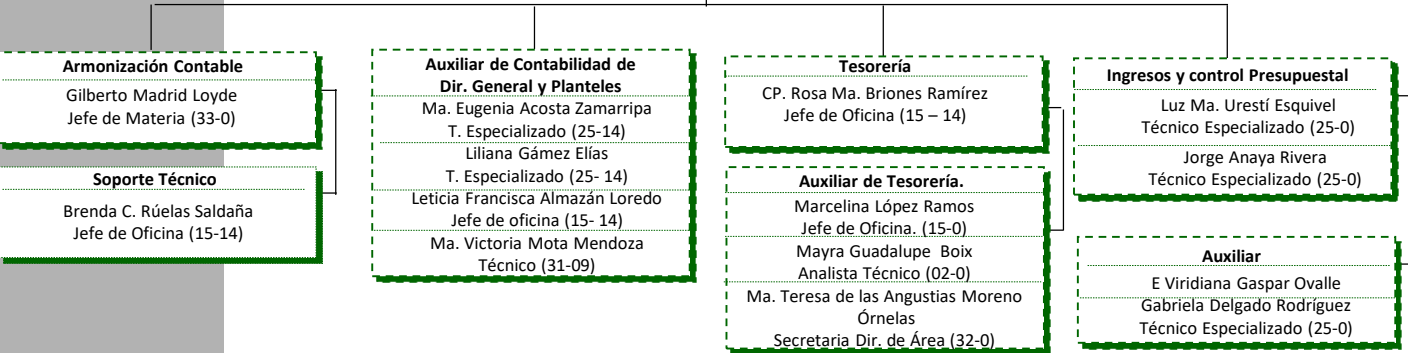 Armonización Contable
Gilberto Madrid Loyde
Jefe de Materia (33-0)
Soporte Técnico
Brenda C. Rúelas Saldaña
Jefe de Oficina (15-14)
Auxiliar de Contabilidad de
Dir. General y Planteles
Ma. Eugenia Acosta Zamarripa
T. Especializado (25-14)
Liliana Gámez Elías
T. Especializado (25- 14)
Leticia Francisca Almazán Loredo
Jefe de oficina (15- 14)
Ma. Victoria Mota Mendoza
Técnico (31-09)
Tesorería
CP. Rosa Ma. Briones Ramírez
Jefe de Oficina (15 – 14)
Auxiliar de Tesorería.
Marcelina López Ramos
Jefe de Oficina. (15-0)
Mayra Guadalupe  Boix
Analista Técnico (02-0)
Ma. Teresa de las Angustias Moreno
Órnelas
Secretaria Dir. de Área (32-0)
Ingresos y control Presupuestal
Luz Ma. Urestí Esquivel
Técnico Especializado (25-0)
Jorge Anaya Rivera
Técnico Especializado (25-0)
Auxiliar
E Viridiana Gaspar Ovalle
Gabriela Delgado Rodríguez
Técnico Especializado (25-0)